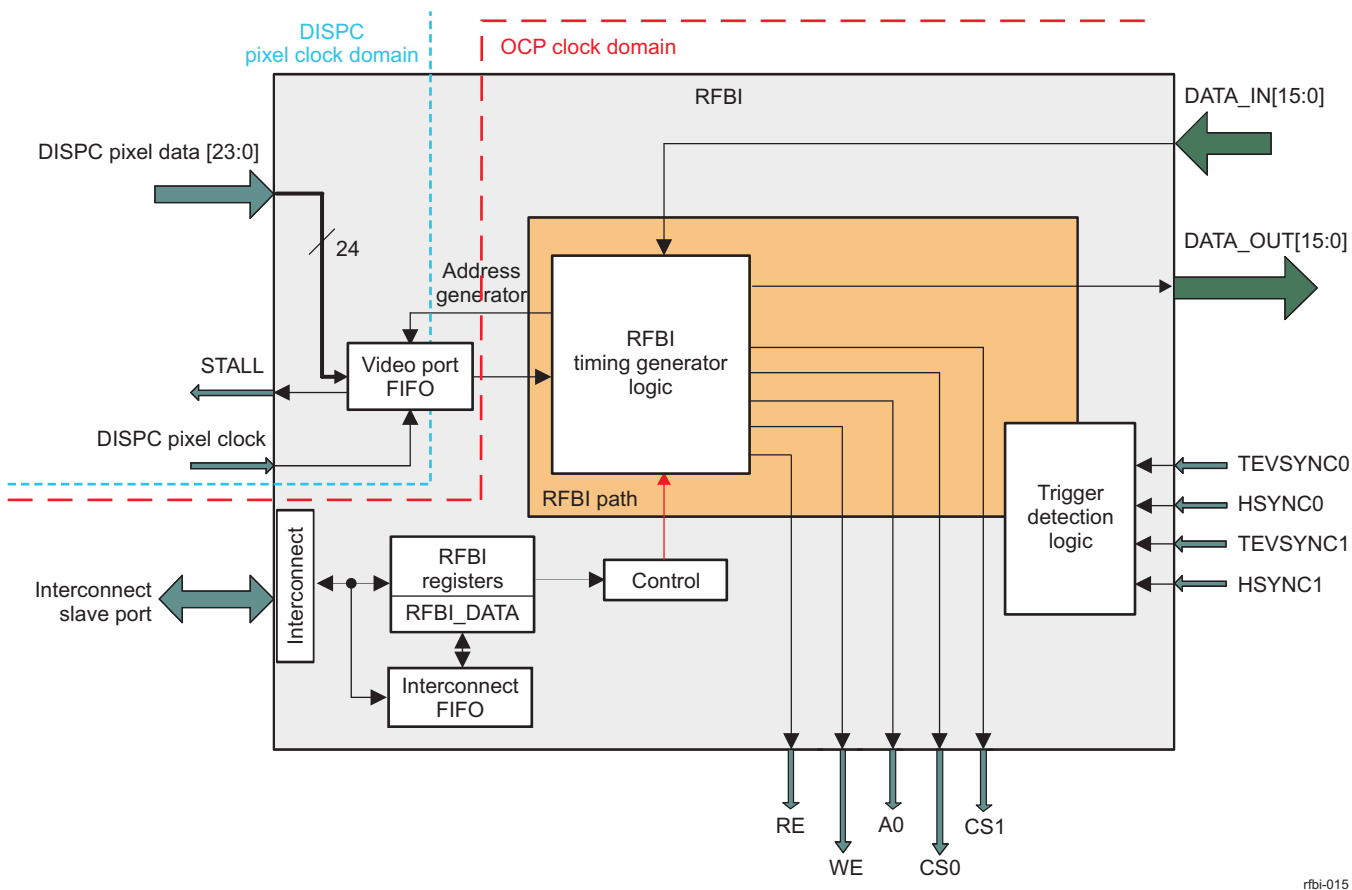 DISPC
pixel clock domain
OCP clock domain
RFBI
DATA_IN[15:0]
DISPC pixel data [23:0]
24
DATA_OUT[15:0]
Address
generator
RFBI
timing generator
logic
STALL
Video port
FIFO
DISPC pixel clock
RFBI path
Trigger
detection
logic
TEVSYNC0
HSYNC0
TEVSYNC1
HSYNC1
Interconnect
slave port
Interconnect
RFBI
registers
RFBI_DATA
Control
Interconnect
FIFO
RE
WE
A0
CS0
CS1
rfbi-015